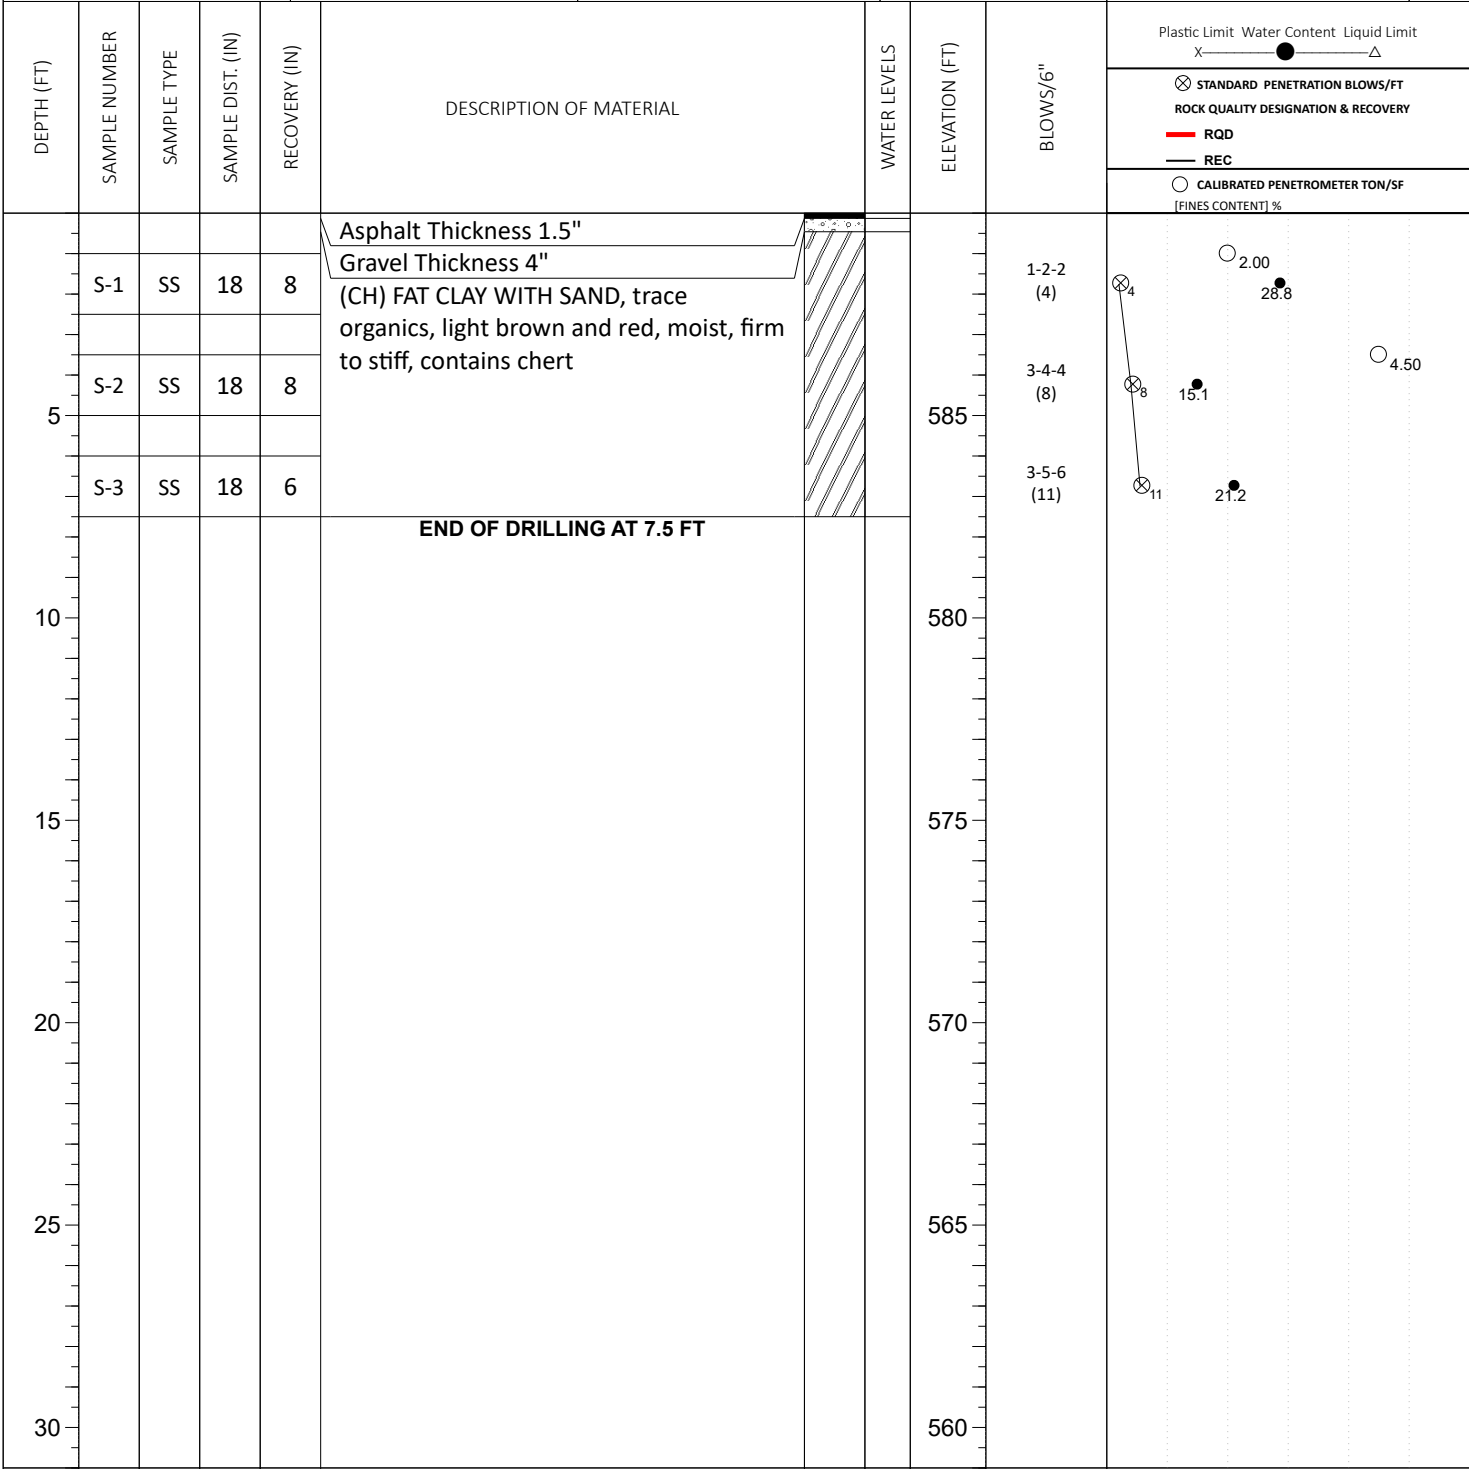 DEPTH (FT)
SAMPLE NUMBER
SAMPLE TYPE
SAMPLE DIST. (IN)
RECOVERY (IN)
DESCRIPTION OF MATERIAL
WATER LEVELS
ELEVATION (FT)
BLOWS/6"
Plastic Limit Water Content Liquid Limit
X
STANDARD PENETRATION BLOWS/FT
ROCK QUALITY DESIGNATION & RECOVERY
RQD
REC
CALIBRATED PENETROMETER TON/SF
[FINES CONTENT] %
Asphalt Thickness 1.5"
Gravel Thickness 4"
(CH) FAT CLAY WITH SAND, trace
organics, light brown and red, moist, firm
to stiff, contains chert
S-1 SS 18 8
1-2-2
(4)
2.00
4
28.8
S-2 SS 18 8
3-4-4
(8)
4.50
8
15.1
5 585
S-3 SS 18 6
3-5-6
(11)
11
21.2
END OF DRILLING AT 7.5 FT
10 580
15 575
20 570
25 565
30 560